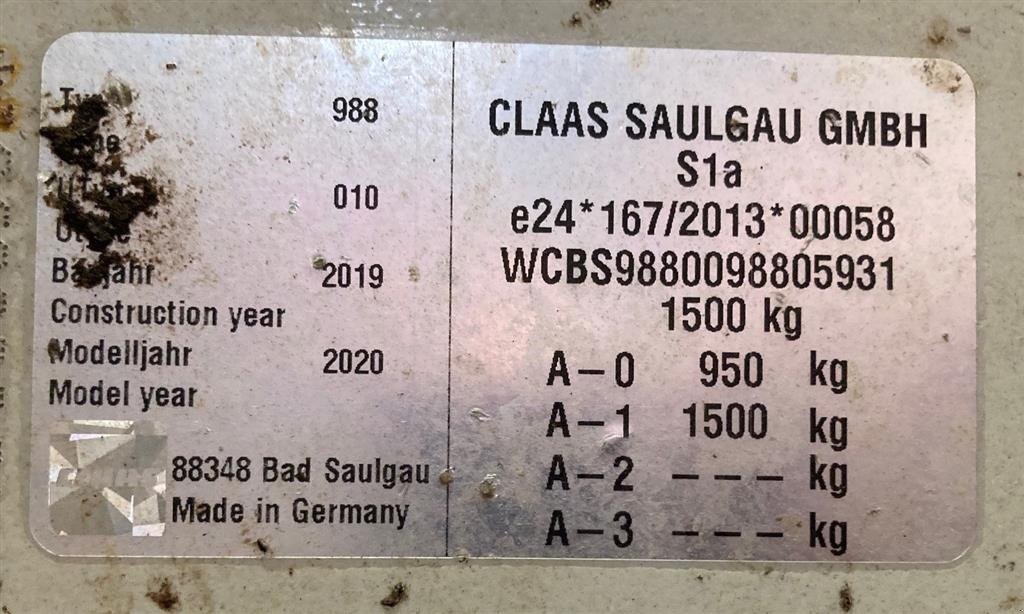 988
010
Baujahr
Construction year
2019
Modelljahr
Model year
2020
88348 Bad Saulgau
Made in Germany
CLAAS SAULGAU GMBH
S1a
e24*167/2013*00058
WCBS9880098805931
1500 kg
A-0 950 kg
A-1 1500 kg
A-2 --- kg
A-3 --- kg